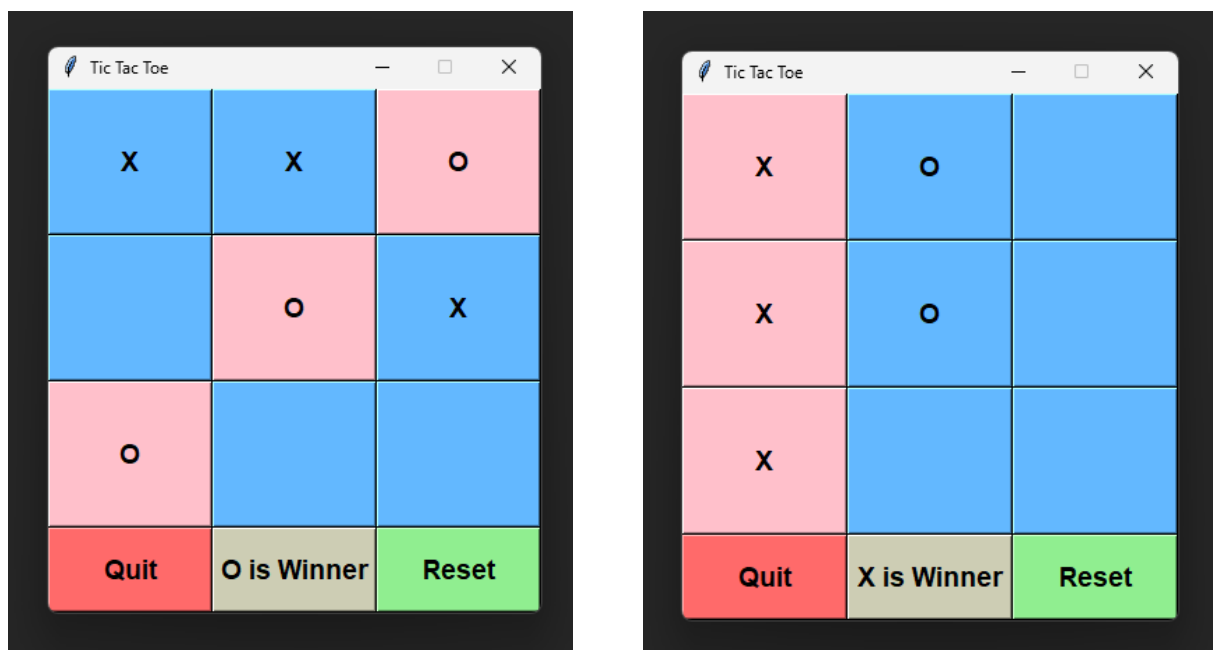 Tic Tac Toe
X X O
O X
O
Quit O is Winner Reset
Tic Tac Toe
X O
X O
X
Quit X is Winner Reset